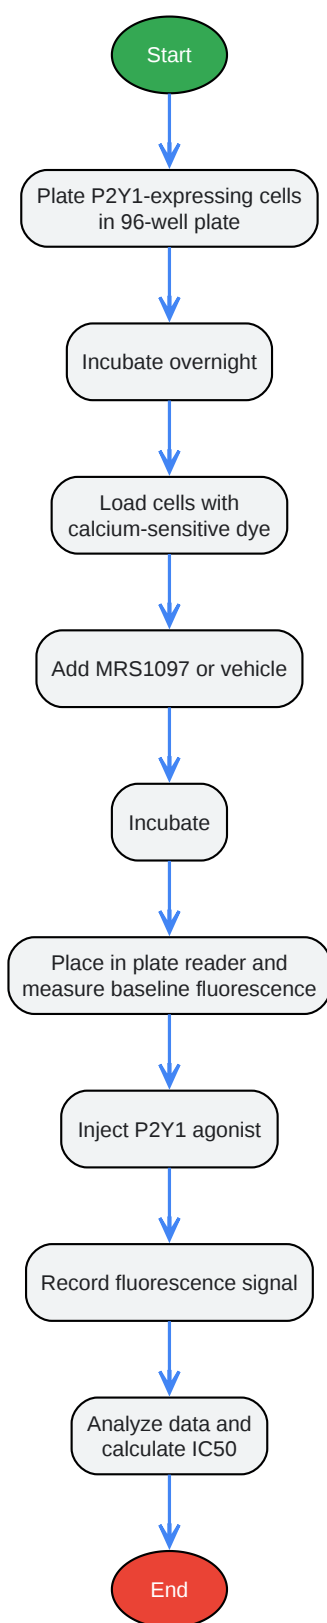 Start
Plate P2Y1-expressing cells
in 96-well plate
Incubate overnight
Load cells with
calcium-sensitive dye
Add MRS1097 or vehicle
Incubate
Place in plate reader and
measure baseline fluorescence
Inject P2Y1 agonist
Record fluorescence signal
Analyze data and
calculate IC50
End